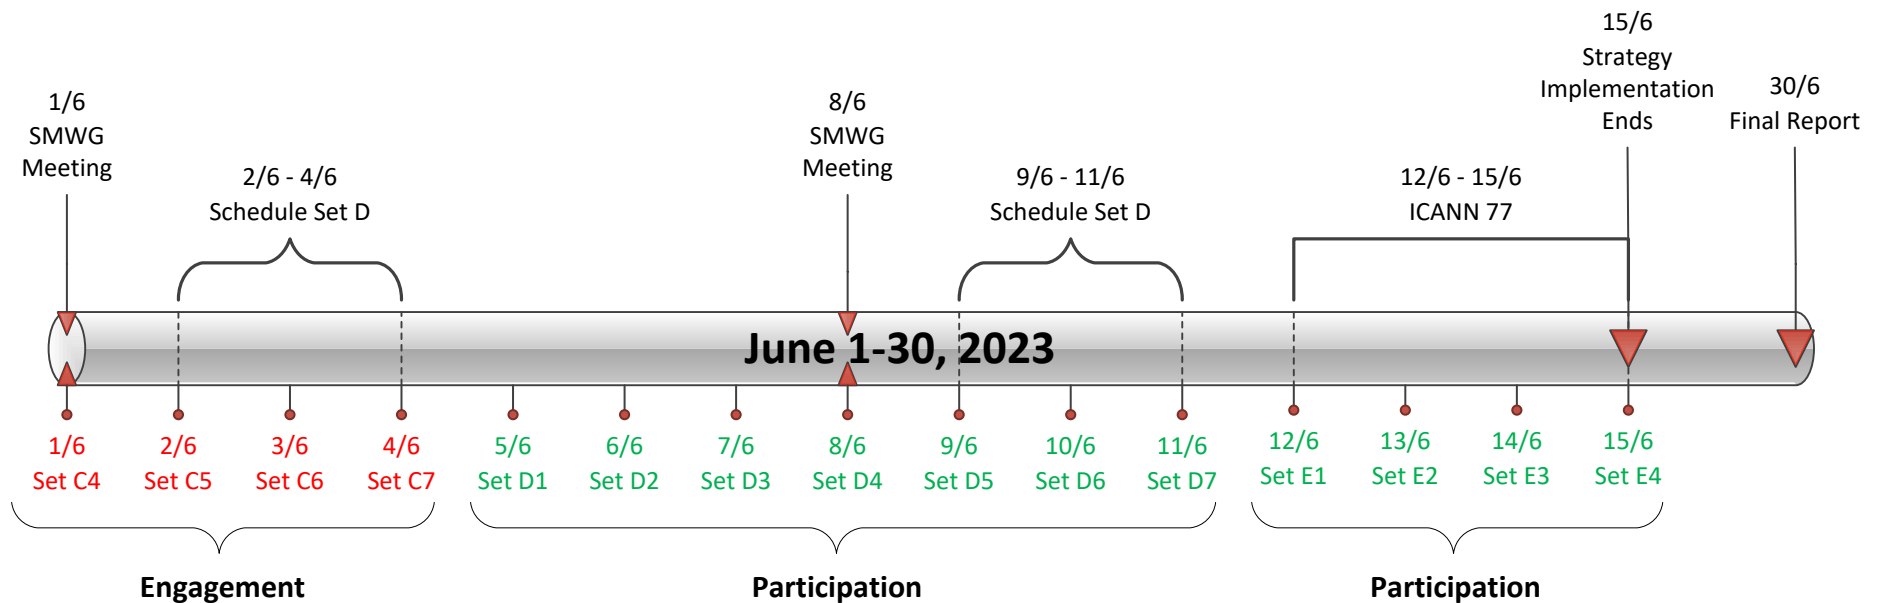 1/6
SMWG
Meeting
2/6 - 4/6
Schedule Set D
8/6
SMWG
Meeting
9/6 - 11/6
Schedule Set D
12/6 - 15/6
ICANN 77
15/6
Strategy
Implementation
Ends
30/6
Final Report
June 1-30, 2023
1/6
Set C4
2/6
Set C5
3/6
Set C6
4/6
Set C7
5/6
Set D1
6/6
Set D2
7/6
Set D3
8/6
Set D4
9/6
Set D5
10/6
Set D6
11/6
Set D7
12/6
Set E1
13/6
Set E2
14/6
Set E3
15/6
Set E4
Engagement
Participation
Participation